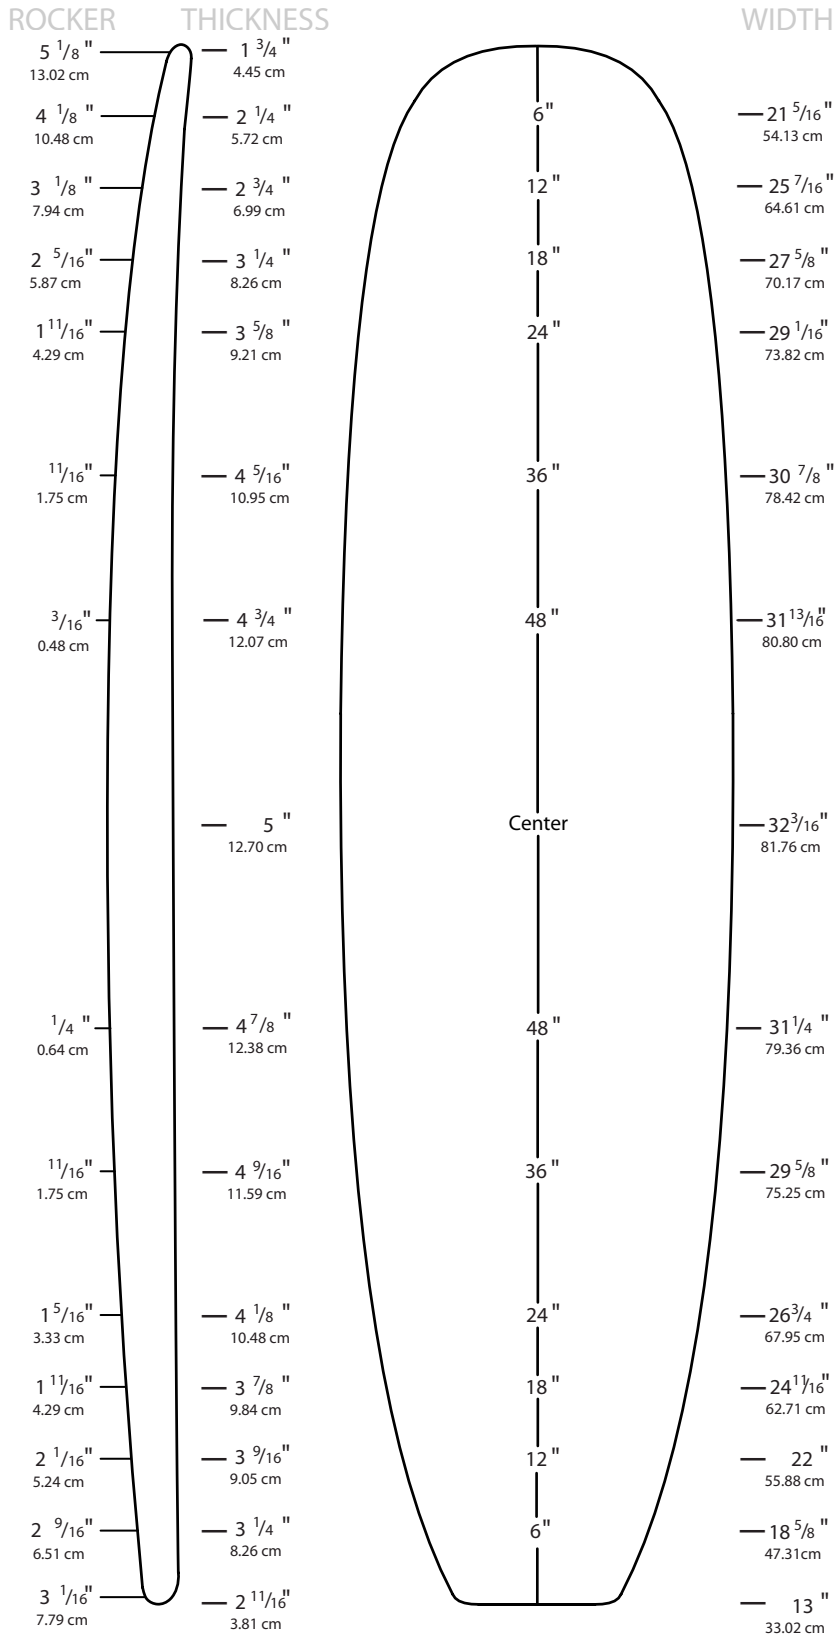 ROCKER THICKNESS WIDTH
5 1/8 " 1 3/4 "
13.02 cm 4.45 cm
4 1/8 " 2 1/4 " 6" 21 5/16 "
10.48 cm 5.72 cm 54.13 cm
3 1/8 " 2 3/4 " 12 " 25 7/16 "
7.94 cm 6.99 cm 64.61 cm
2 5/16" 3 1/4 " 18 " 27 5/8 "
5.87 cm 8.26 cm 70.17 cm
1 11/16" 3 5/8 " 24 " 29 1/16"
4.29 cm 9.21 cm 73.82 cm
11/16" 4 5/16" 36 " 30 7/8 "
1.75 cm 10.95 cm 78.42 cm
3/16" 4 3/4 " 48 " 31 13/16"
0.48 cm 12.07 cm 80.80 cm
5 " Center 32 3/16"
12.70 cm 81.76 cm
1/4 " 4 7/8 " 48 " 31 1/4 "
0.64 cm 12.38 cm 79.36 cm
11/16" 4 9/16" 36 " 29 5/8 "
1.75 cm 11.59 cm 75.25 cm
1 5/16" 4 1/8 " 24 " 26 3/4 "
3.33 cm 10.48 cm 67.95 cm
1 11/16" 3 7/8 " 18 " 24 11/16"
4.29 cm 9.84 cm 62.71 cm
2 1/16" 3 9/16" 12 " 22 "
5.24 cm 9.05 cm 55.88 cm
2 9/16" 3 1/4 " 6" 18 5/8 "
6.51 cm 8.26 cm 47.31cm
3 1/16" 2 11/16" 13 "
7.79 cm 3.81 cm 33.02 cm